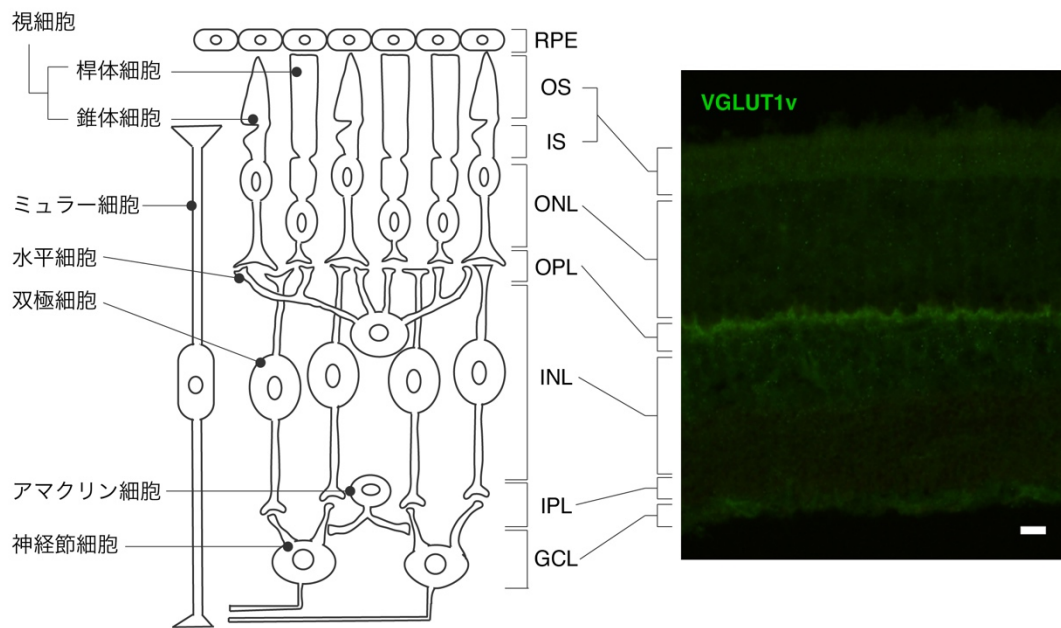 視細胞
桿体細胞
錐体細胞
ミュラー細胞
水平細胞
双極細胞
アマクリン細胞
神経節細胞
RPE
OS
IS
ONL
OPL
INL
IPL
GCL
VGLUT1v